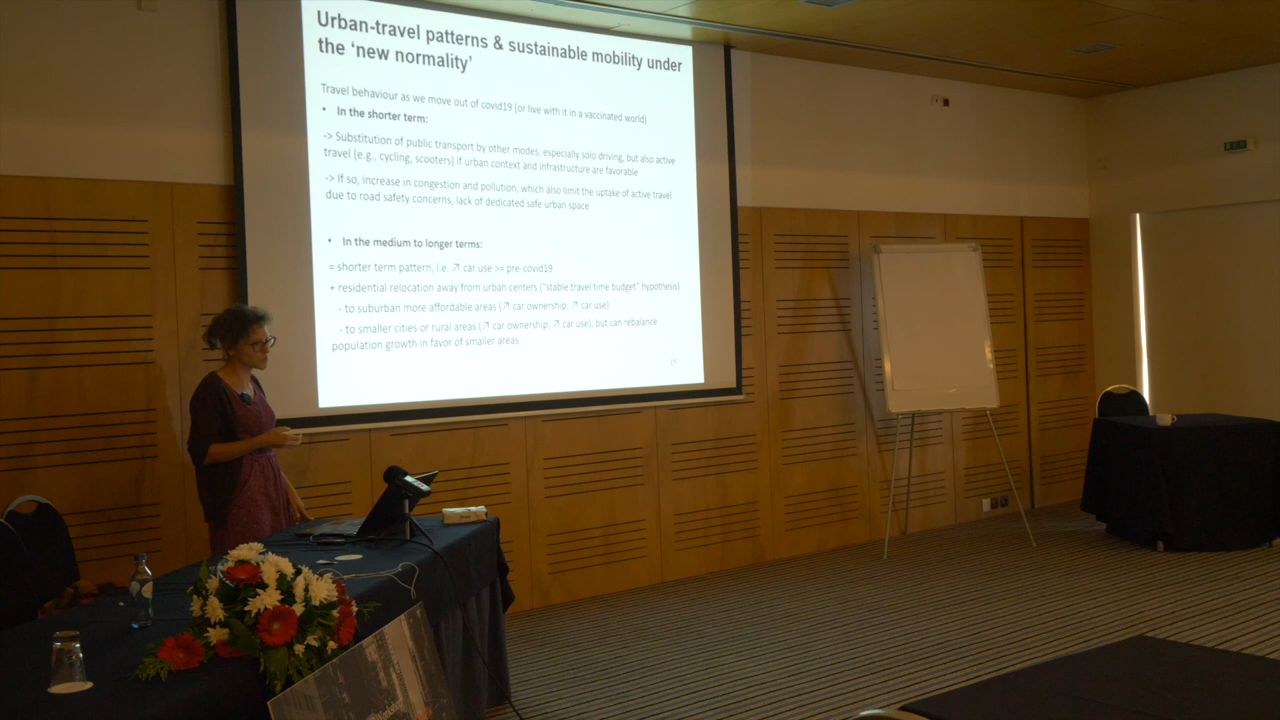 Urban-travel patterns & sustainable mobility under
the ‘new normality’
Travel behaviour as we move out of covid19 (or live with it in a vaccinated world)
• In the shorter term:
-> Substitution of public transport by other modes, especially solo driving, but also active
travel (e.g., cycling, scooters) if urban context and infrastructure are favorable
-> If so, increase in congestion and pollution, which also limit the uptake of active travel
due to road safety concerns, lack of dedicated safe urban space
• In the medium to longer terms:
= shorter term pattern, i.e. ↗ car use >= pre-covid19
+ residential relocation away from urban centers (“stable travel time budget” hypothesis)
- to suburban more affordable areas (↗ car ownership, ↗ car use)
- to smaller cities or rural areas (↗ car ownership, ↗ car use), but can rebalance
population growth in favor of smaller areas